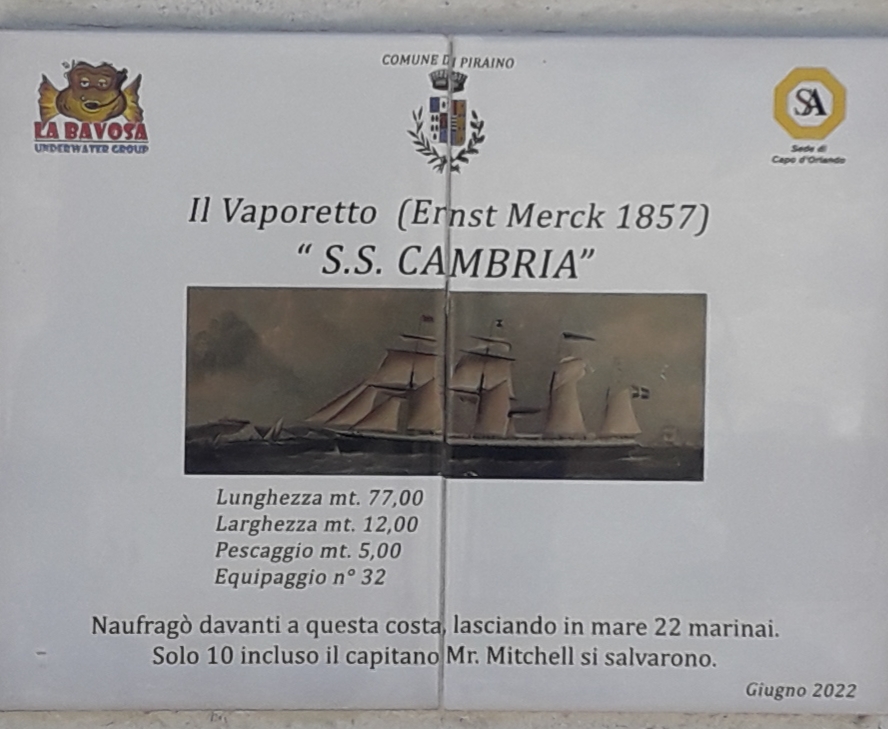 LA BAVOSA
UNDERWATER GROUP
COMUNE DI PIRAINO
SA
Sede di
Capo d'Orlando
Il Vaporetto (Ernst Merck 1857)
“ S.S. CAMBRIA”
Lunghezza mt. 77,00
Larghezza mt. 12,00
Pescaggio mt. 5,00
Equipaggio n° 32
Naufragò davanti a questa costa, lasciando in mare 22 marinai.
Solo 10 incluso il capitano Mr. Mitchell si salvarono.
Giugno 2022